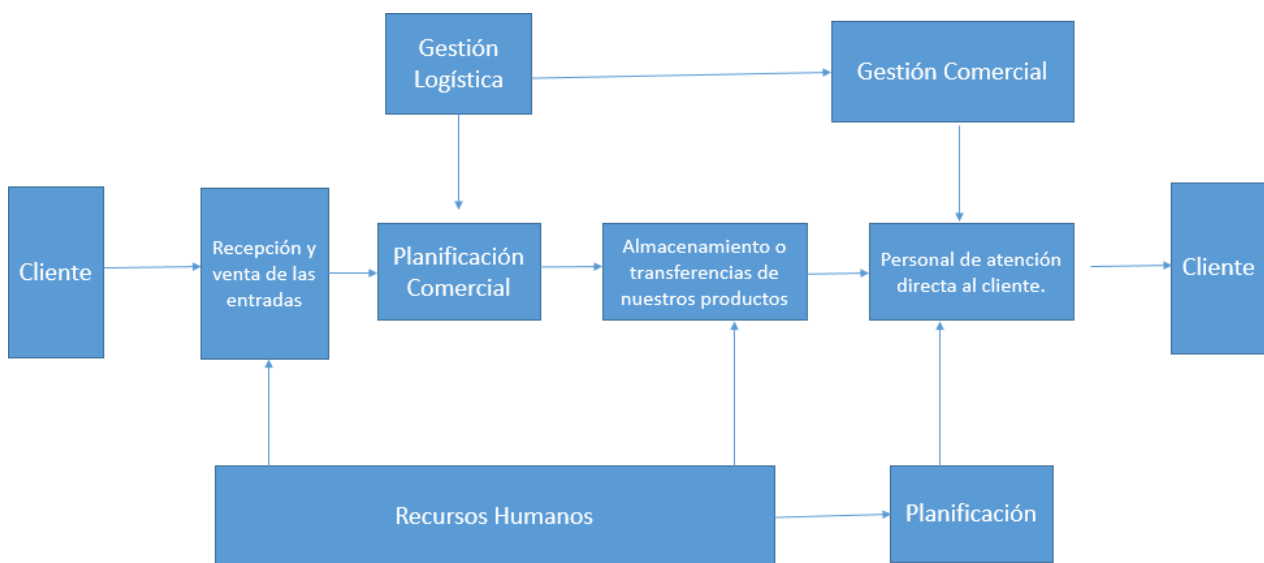 Gestión
Logística
Gestión Comercial
Cliente
Recepción y
venta de las
entradas
Planificación
Comercial
Almacenamiento o
transferencias de
nuestros productos
Personal de atención
directa al cliente.
Cliente
Recursos Humanos
Planificación